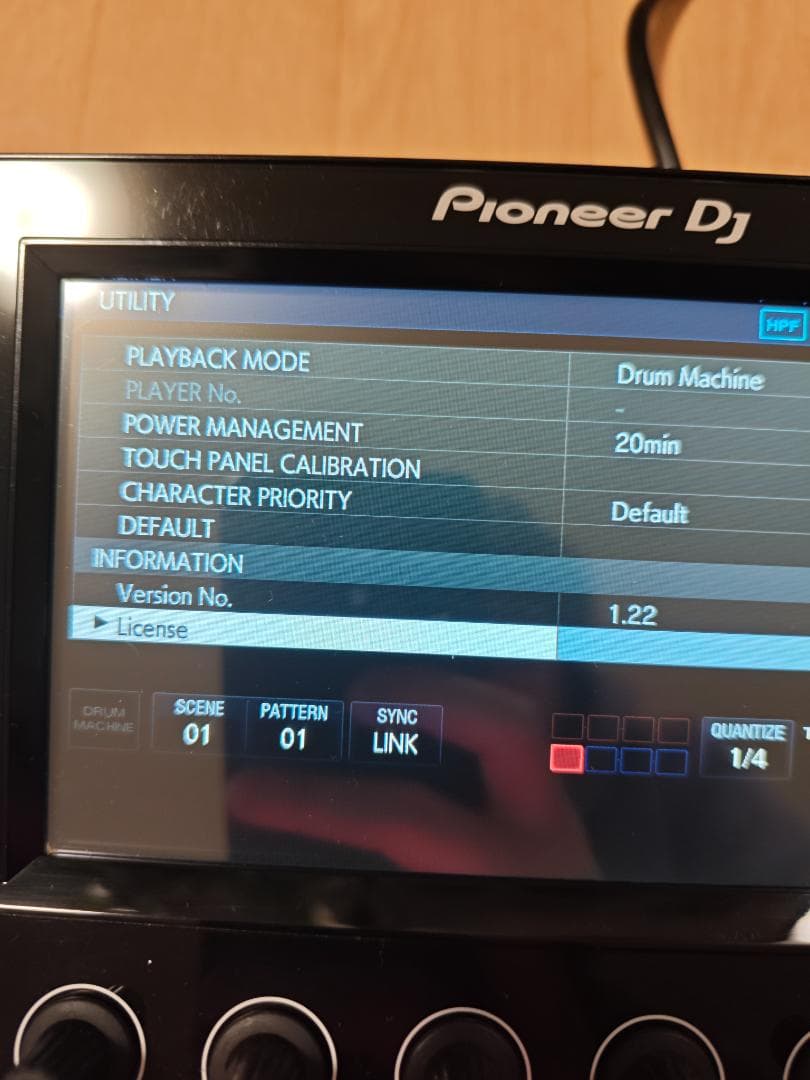 Pioneer Dj
UTILITY
HPF
PLAYBACK MODE Drum Machine
PLAYER No. -
POWER MANAGEMENT 20min
TOUCH PANEL CALIBRATION
CHARACTER PRIORITY Default
DEFAULT
INFORMATION
Version No. 1.22
License
DRUM MACHINE
SCENE 01
PATTERN 01
SYNC LINK
QUANTIZE 1/4